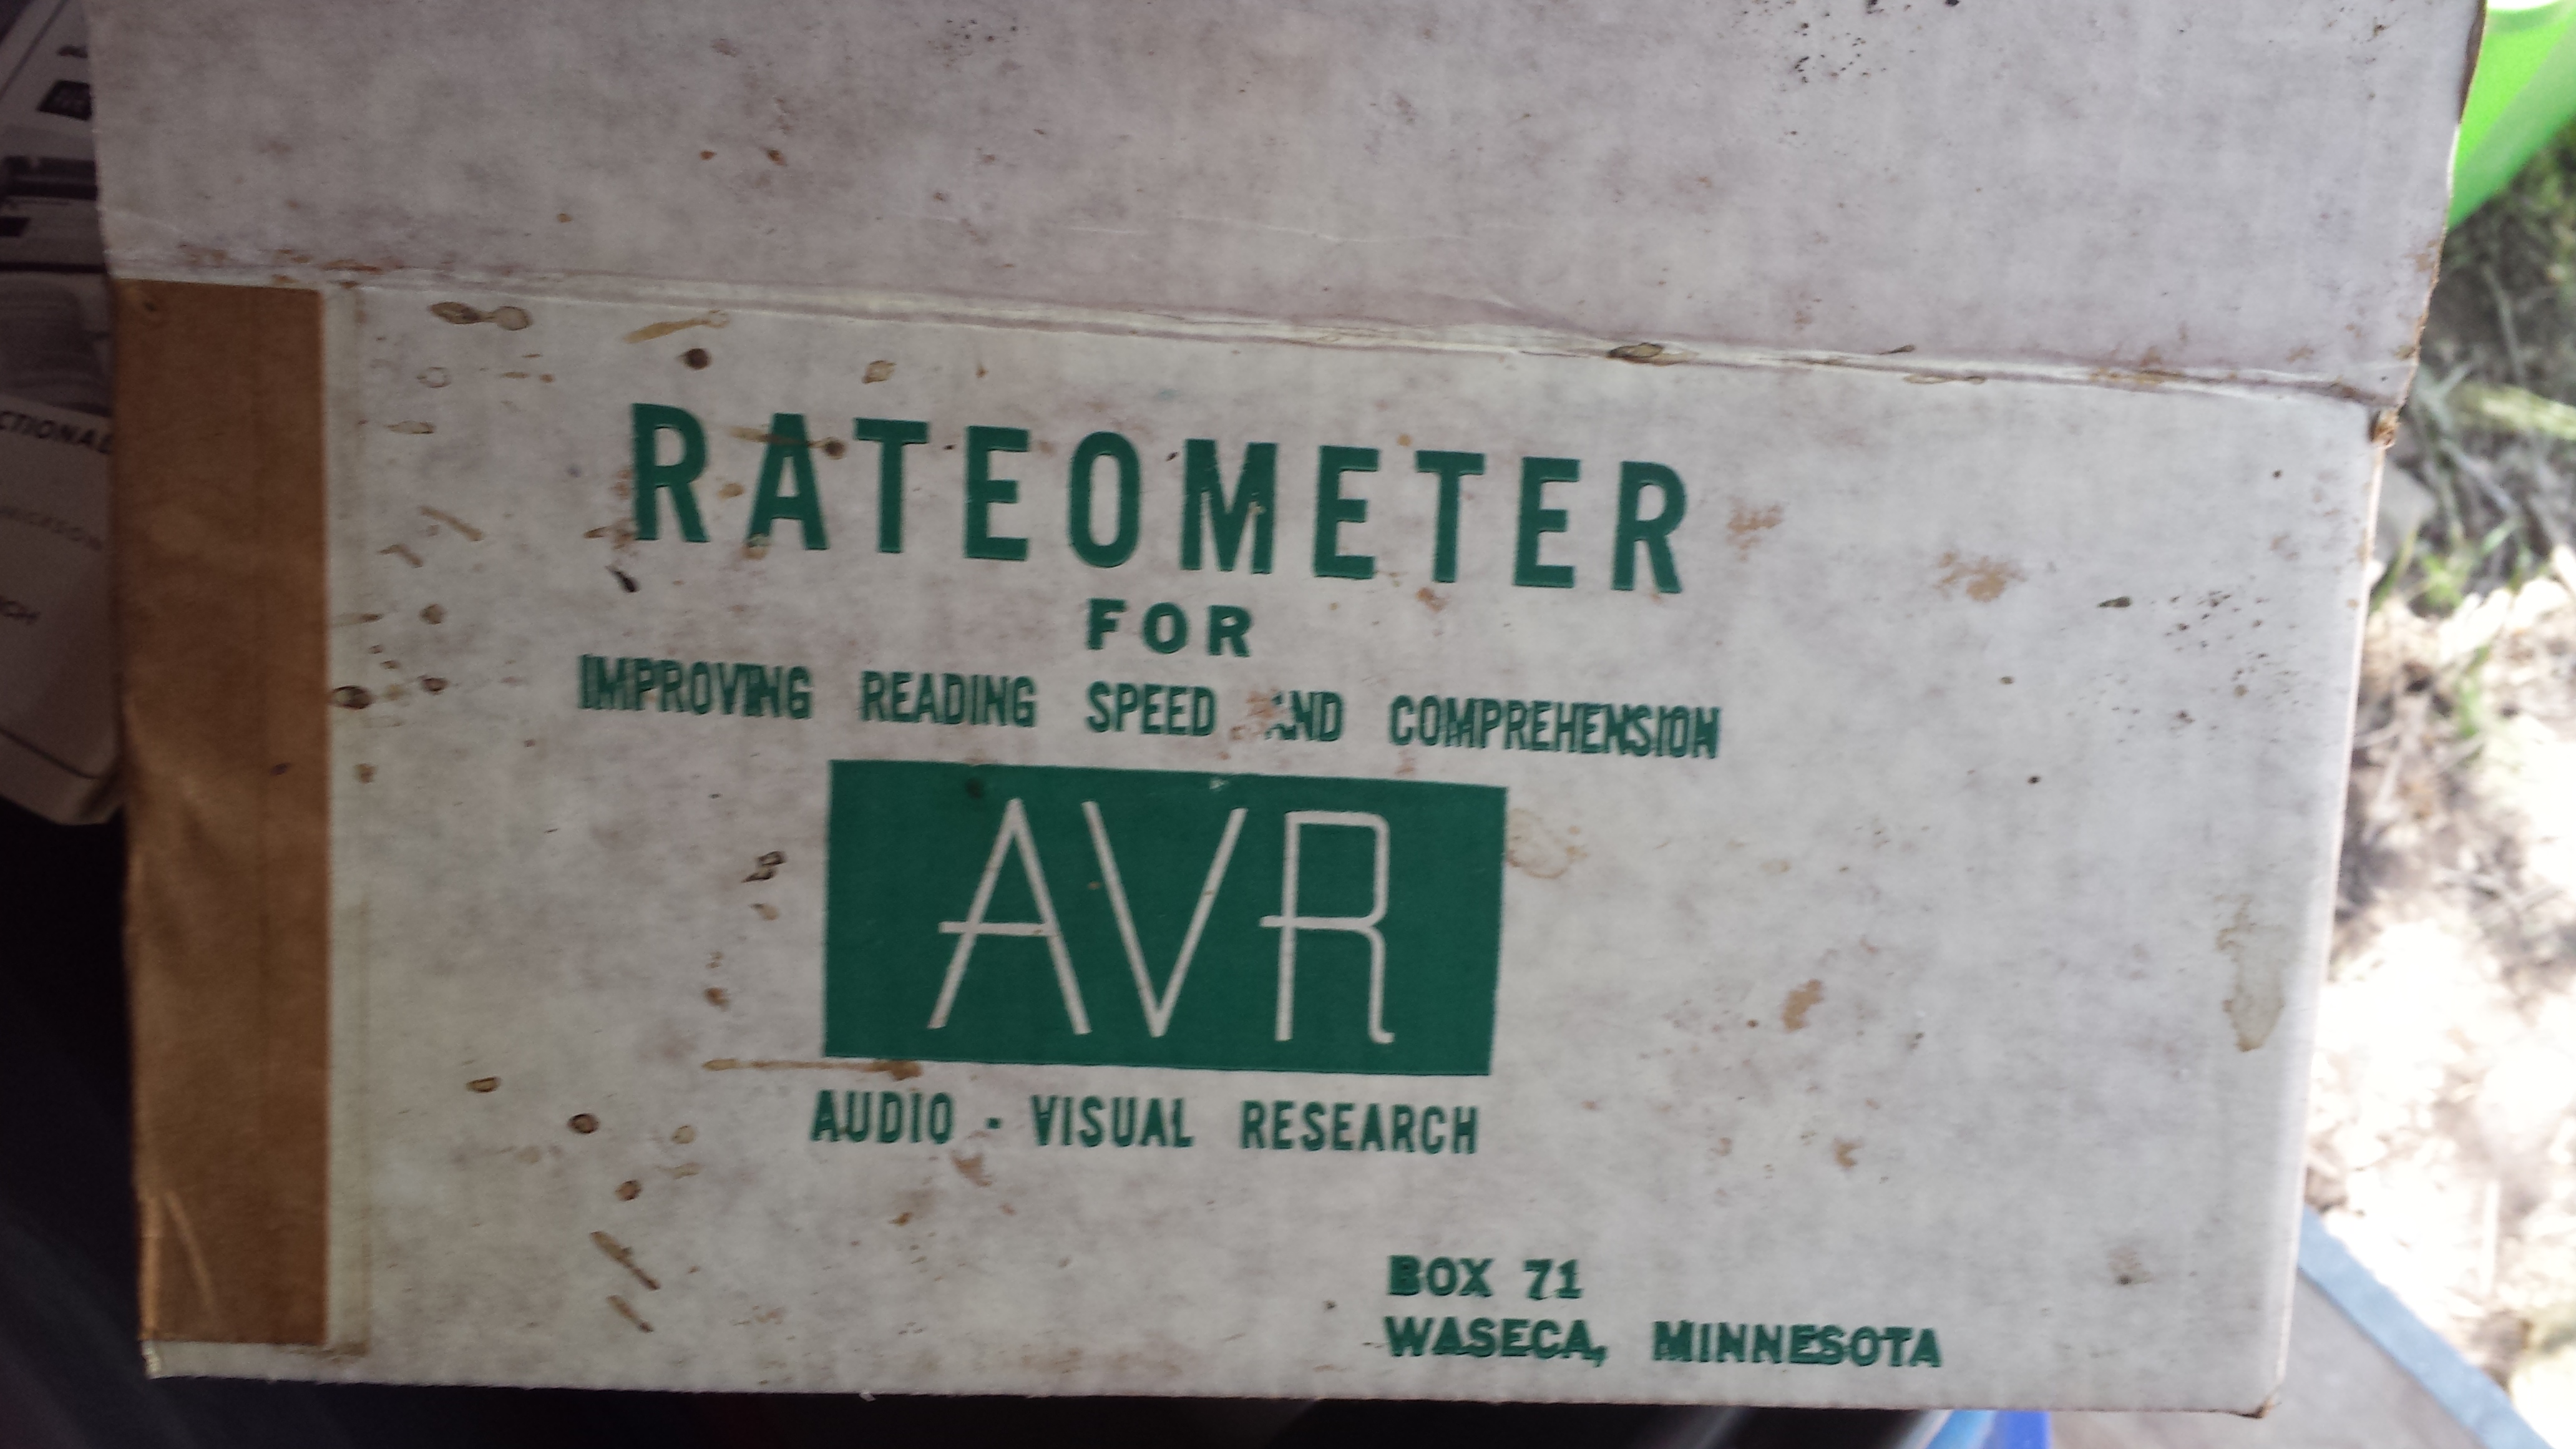 RATEOMETER
FOR
IMPROVING READING SPEED AND COMPREHENSION
AVR
AUDIO - VISUAL RESEARCH
BOX 71
WASECA, MINNESOTA